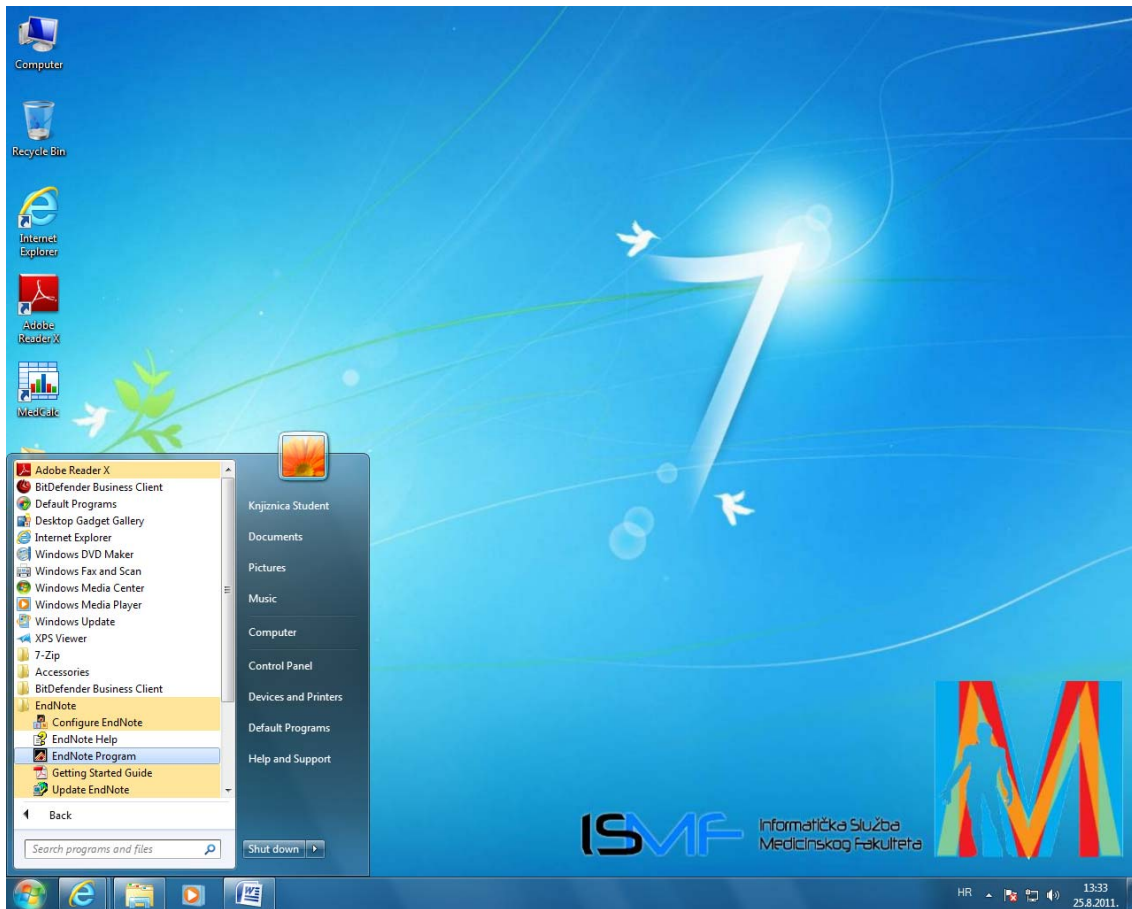 Computer
Recycle Bin
Internet
Explorer
Adobe
Reader X
MedCalc
Adobe Reader X
BitDefender Business Client
Default Programs
Desktop Gadget Gallery
Internet Explorer
Windows DVD Maker
Windows Fax and Scan
Windows Media Center
Windows Media Player
Windows Update
XPS Viewer
7-Zip
Accessories
BitDefender Business Client
EndNote
Configure EndNote
EndNote Help
EndNote Program
Getting Started Guide
Update EndNote
Back
Search programs and files
Knjiznica Student
Documents
Pictures
Music
Computer
Control Panel
Devices and Printers
Default Programs
Help and Support
Shut down
7
ISMF
Informatička Služba
Medicinskog Fakulteta
M
HR
13:33
25.8.2011.